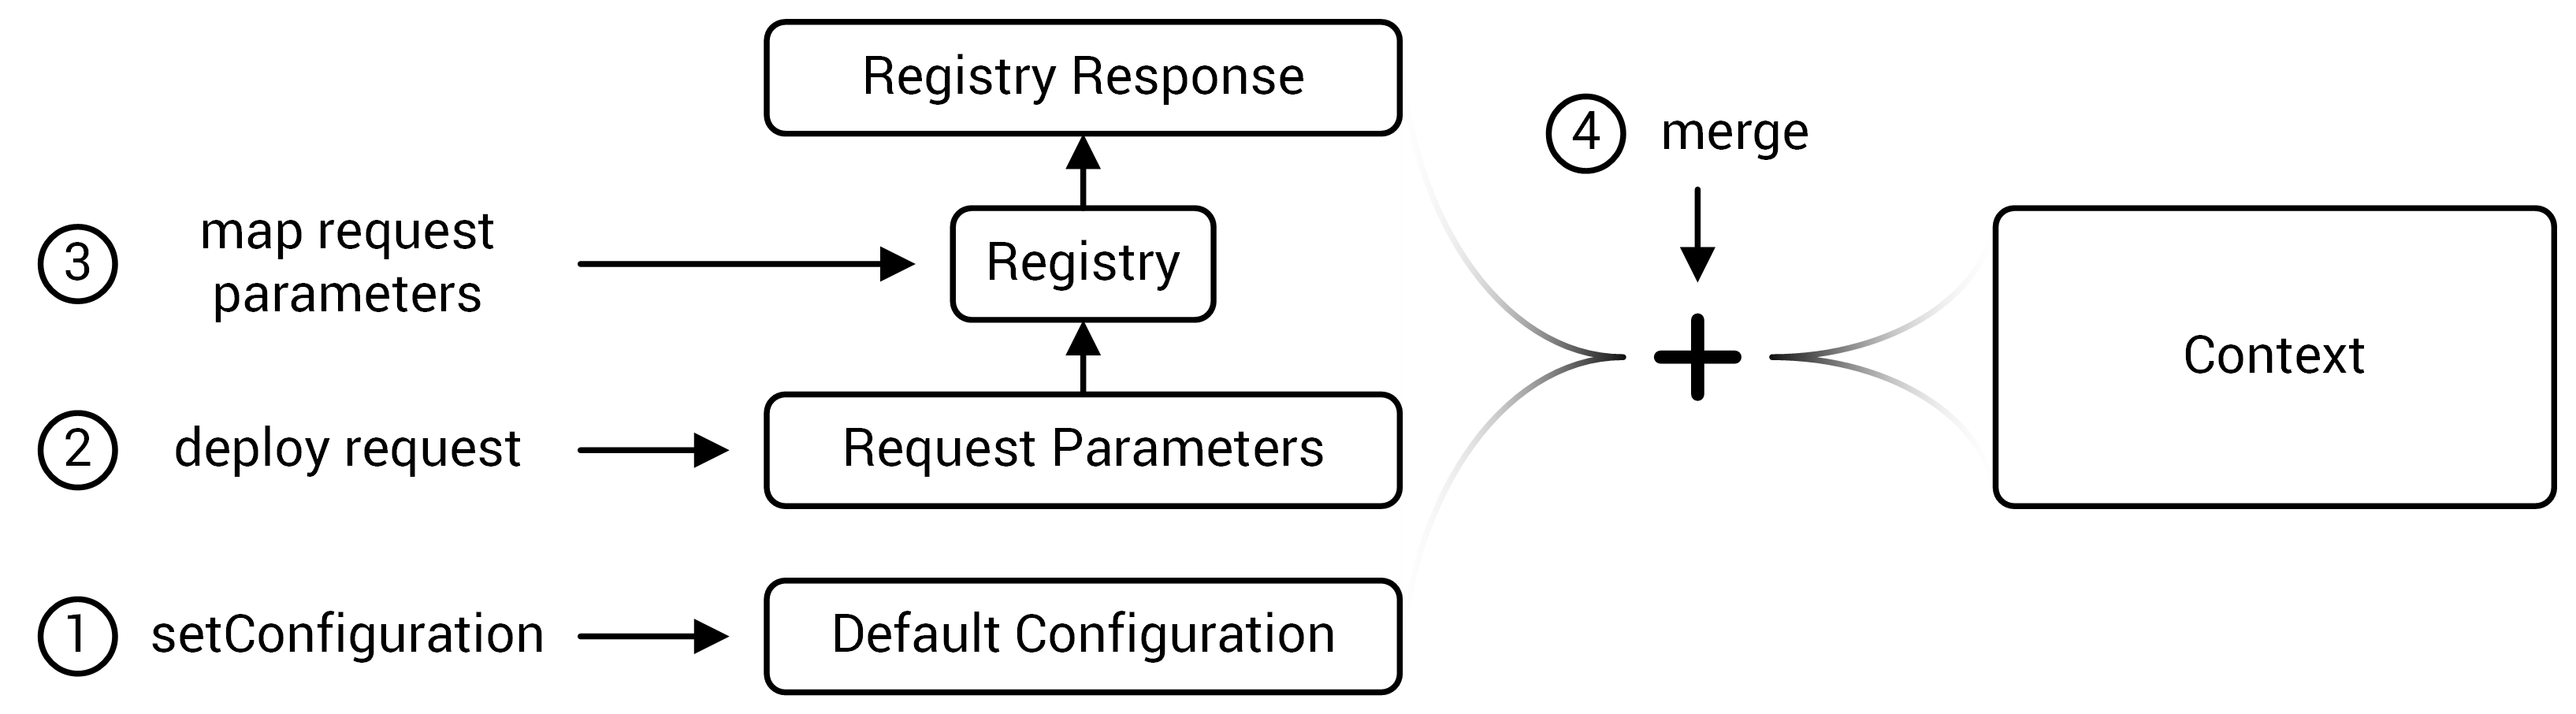 Registry Response
4 merge
3 map request
parameters
Registry
Context
2 deploy request
Request Parameters
1 setConfiguration
Default Configuration